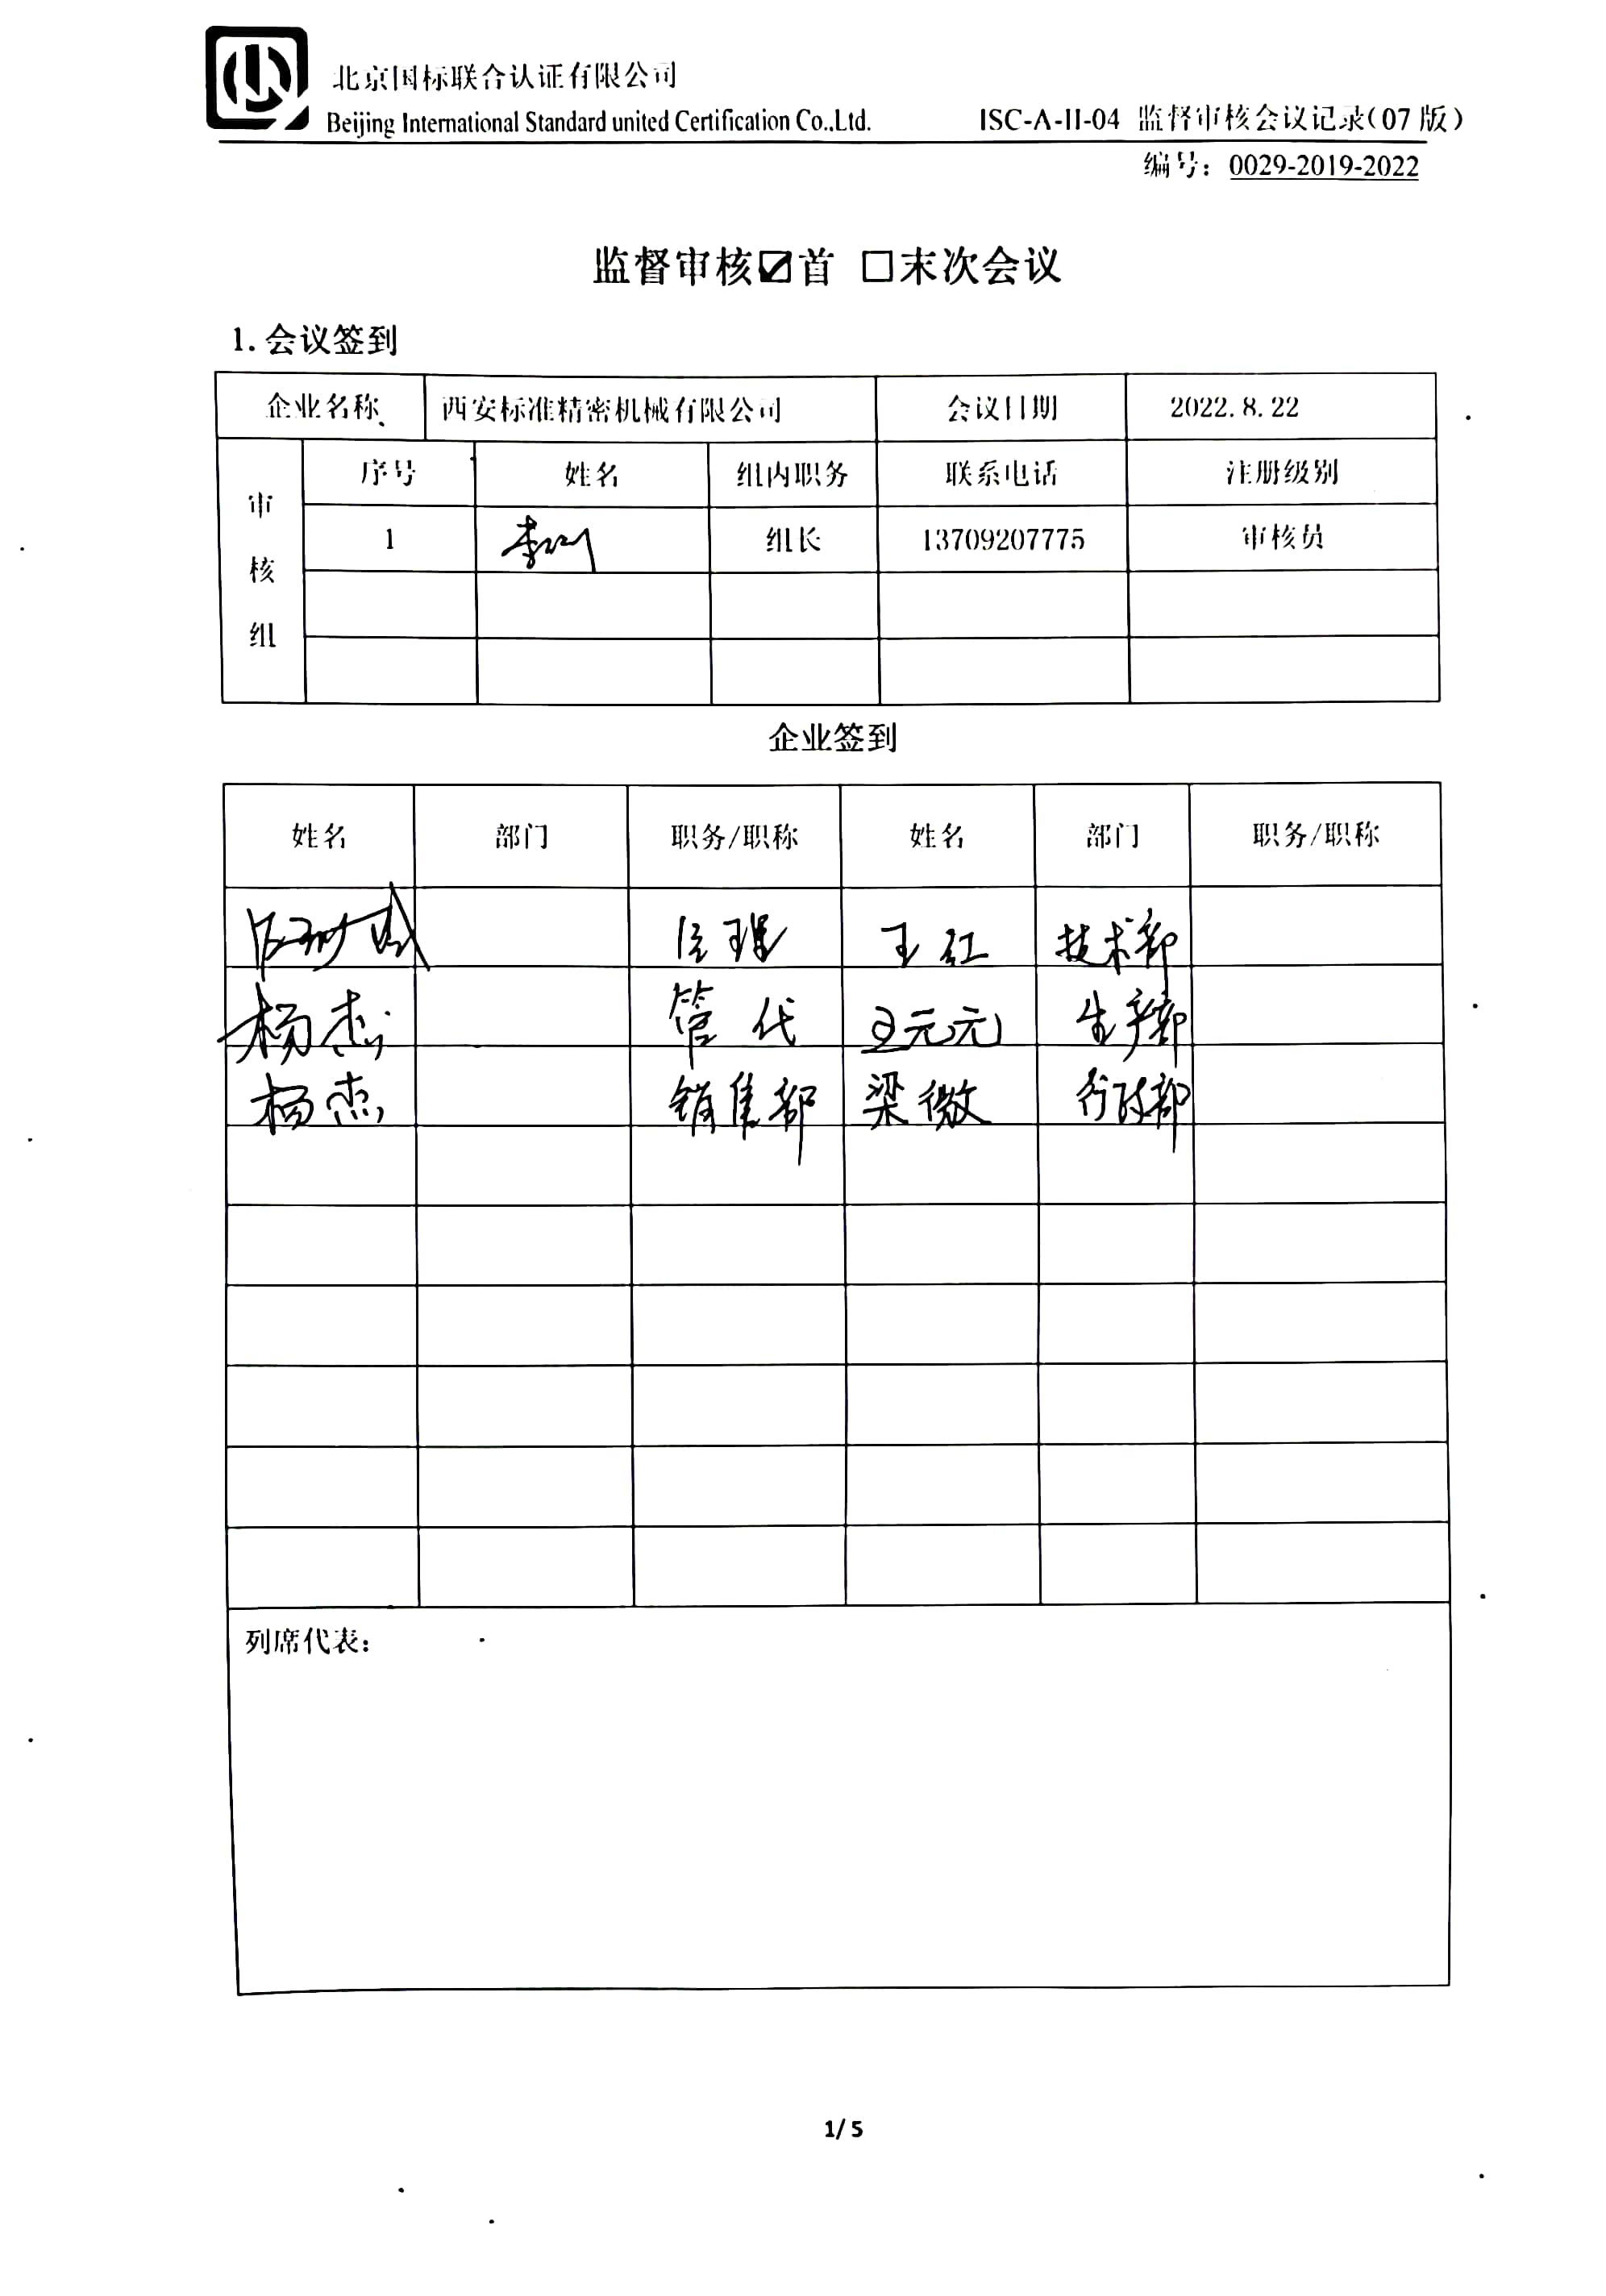 北京国标联合认证有限公司
Beijing International Standard united Certification Co.,Ltd.
ISC-A-II-04 监督审核会议记录(07版)
编号：0029-2019-2022
监督审核☑首 □末次会议
1.会议签到
企业名称 西安标准精密机械有限公司 会议日期 2022.8.22
审核组
序号 姓名 组内职务 联系电话 注册级别
1 组长 13709207775 审核员
企业签到
姓名 部门 职务/职称 姓名 部门 职务/职称
经理 王红 技术部
杨杰 管代 王元元 生产部
杨杰 销售部 梁微 行政部
列席代表：
1/5